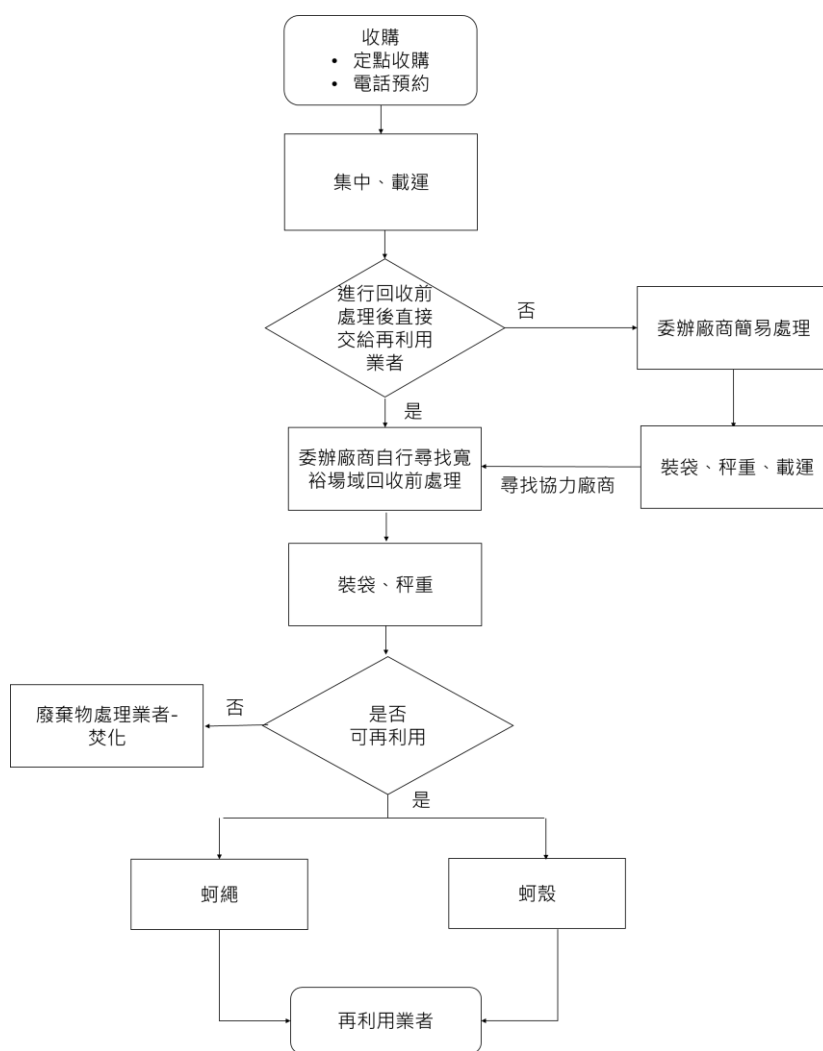 收購
• 定點收購
• 電話預約
集中、載運
進行回收前
處理後直接
交給再利用
業者
否
委辦廠商簡易處理
是
委辦廠商自行尋找寬
裕場域回收前處理
尋找協力廠商
裝袋、秤重、載運
裝袋、秤重
是否
可再利用
否
廢棄物處理業者-
焚化
是
蚵繩
蚵殼
再利用業者